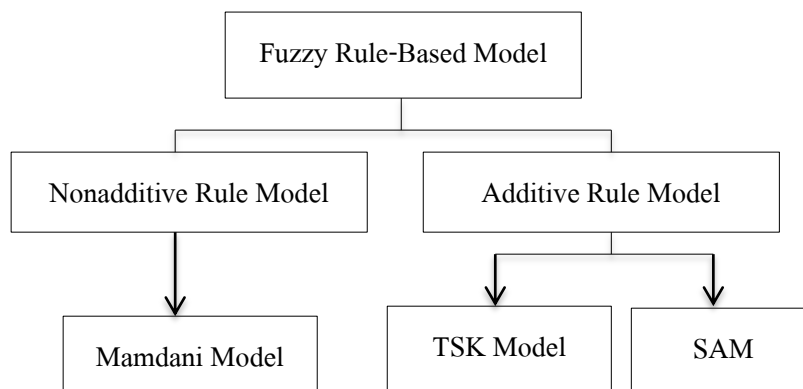 Fuzzy Rule-Based Model
Nonadditive Rule Model
Additive Rule Model
Mamdani Model
TSK Model
SAM